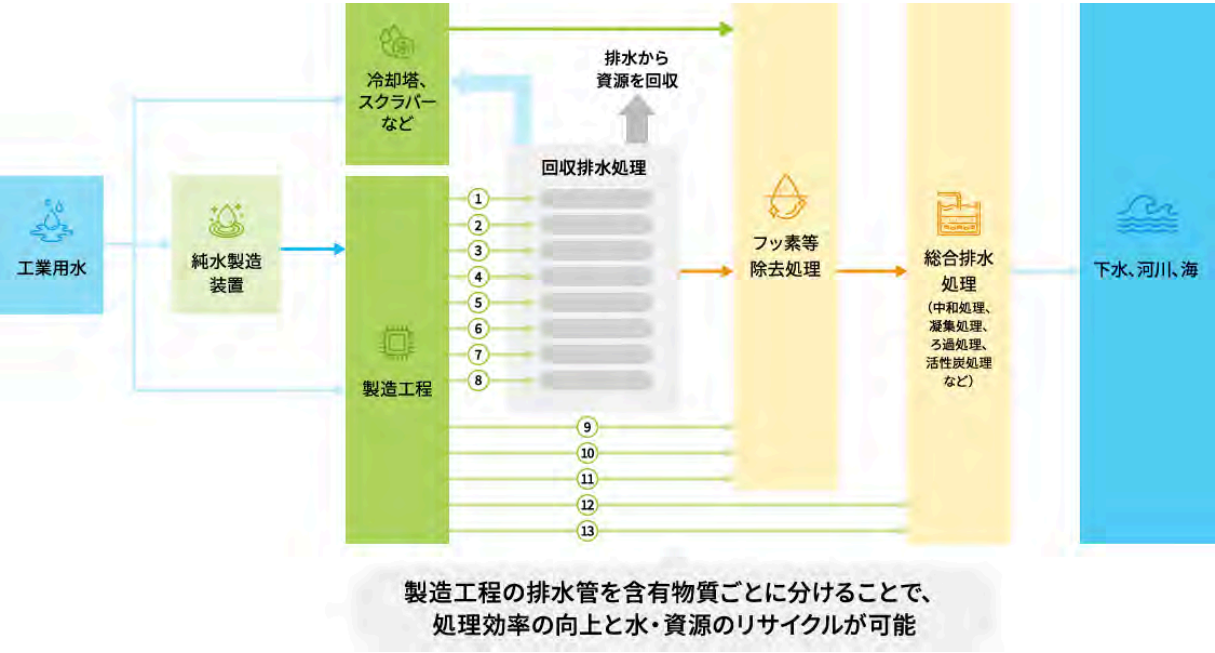 工業用水
純水製造
装置
冷却塔、
スクラバー
など
製造工程
排水から
資源を回収
回収排水処理
1
2
3
4
5
6
7
8
9
10
11
12
13
フッ素等
除去処理
総合排水
処理
（中和処理、
凝集処理、
ろ過処理、
活性炭処理
など）
下水、河川、海
製造工程の排水管を含有物質ごとに分けることで、
処理効率の向上と水・資源のリサイクルが可能